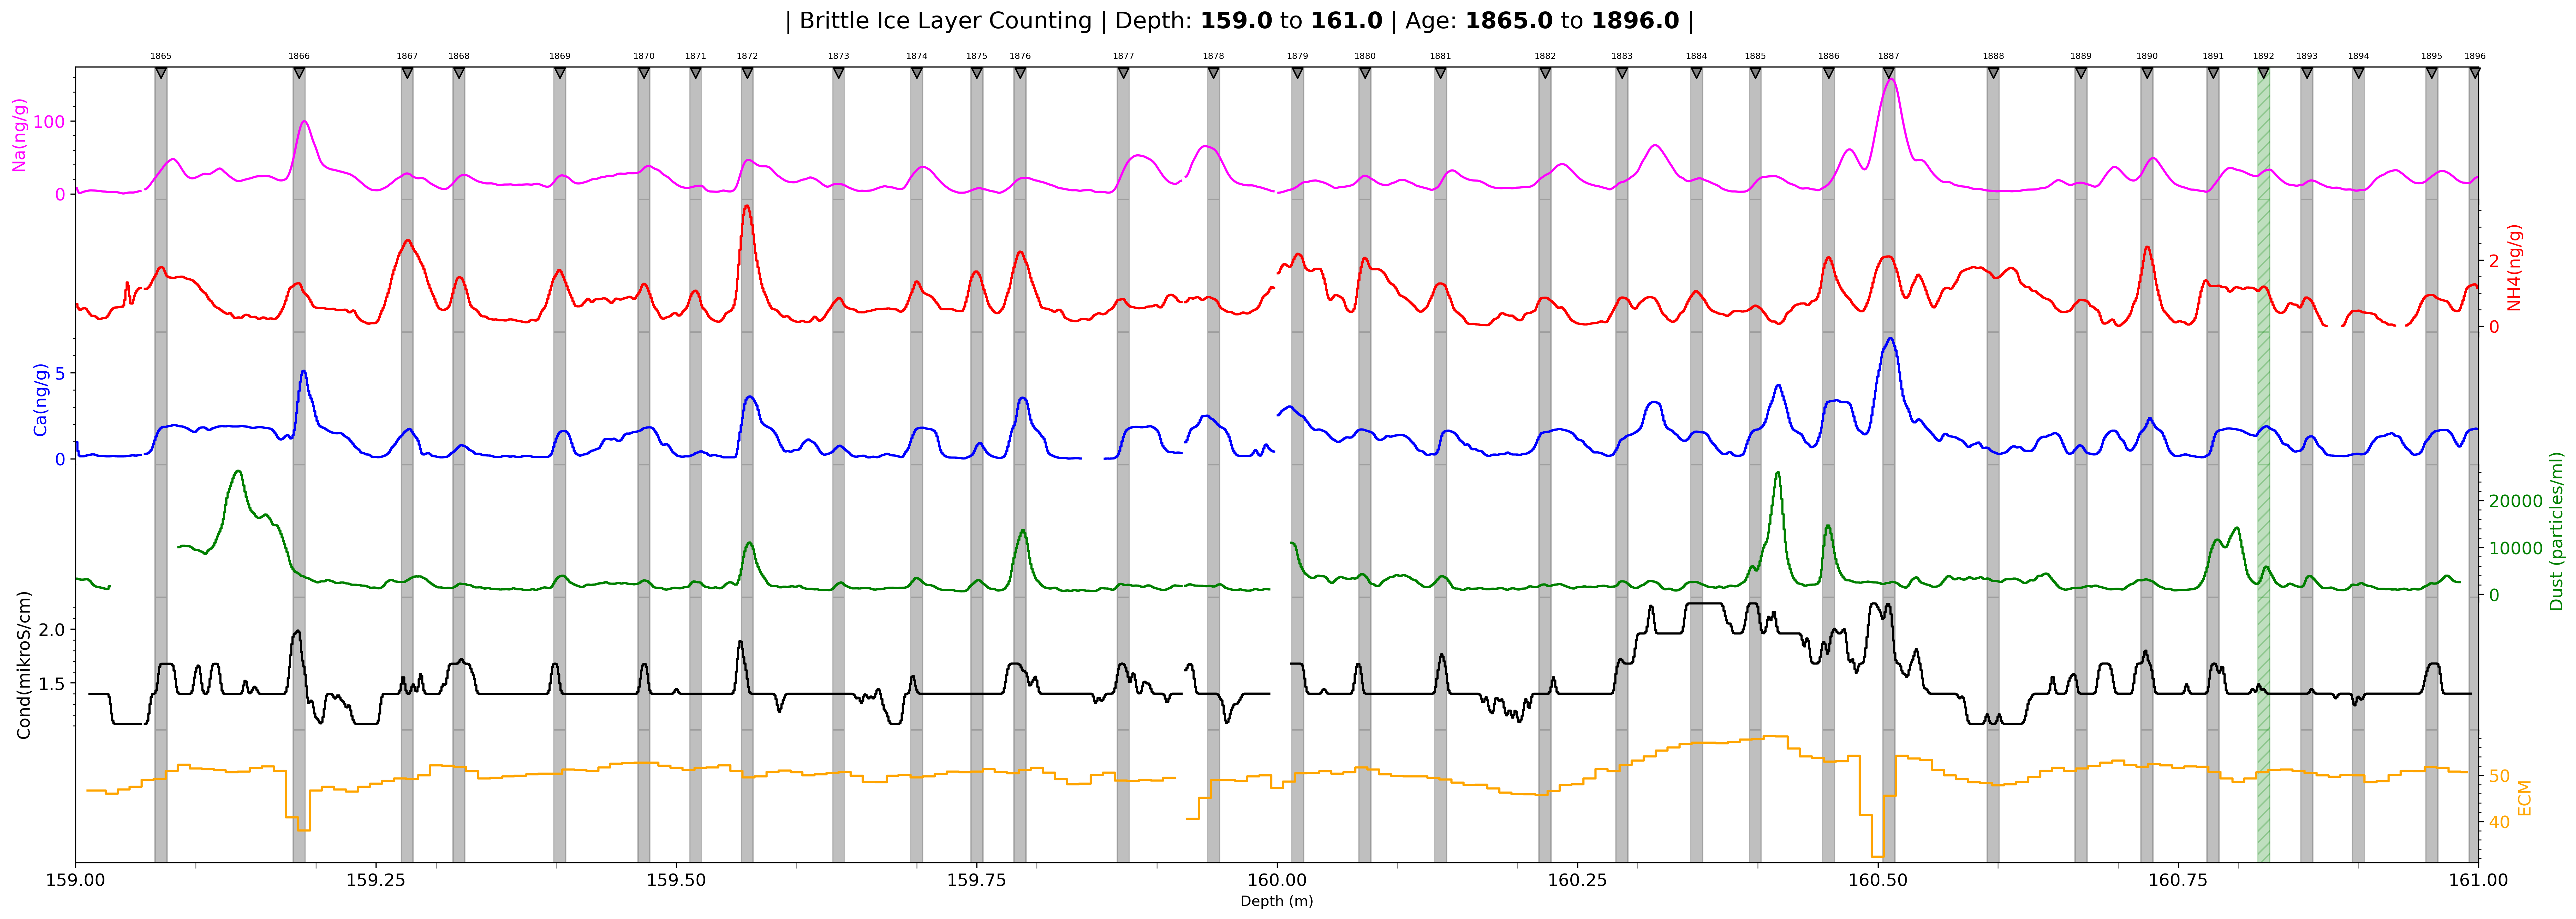 | Brittle Ice Layer Counting | Depth: 159.0 to 161.0 | Age: 1865.0 to 1896.0 |
1865 1866 1867 1868 1869 1870 1871 1872 1873 1874 1875 1876 1877 1878 1879 1880 1881 1882 1883 1884 1885 1886 1887 1888 1889 1890 1891 1892 1893 1894 1895 1896
Na(ng/g)
100
0
NH4(ng/g)
2
0
Ca(ng/g)
5
0
Dust (particles/ml)
20000
10000
0
Cond(mikroS/cm)
2.0
1.5
ECM
50
40
159.00 159.25 159.50 159.75 160.00 160.25 160.50 160.75 161.00
Depth (m)